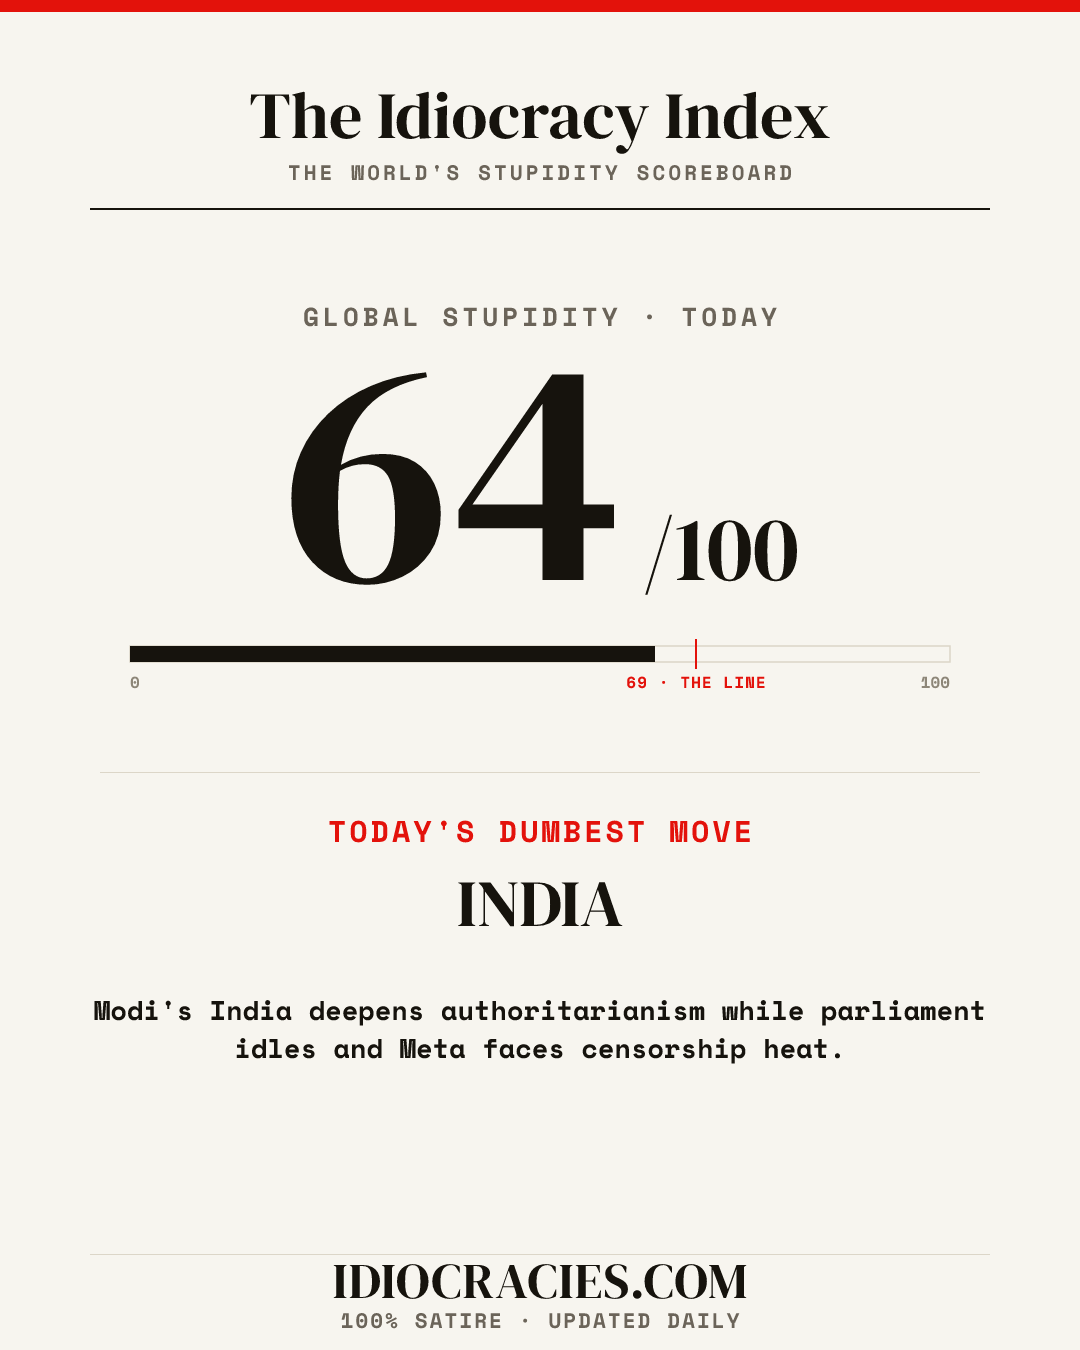 The Idiocracy Index
THE WORLD'S STUPIDITY SCOREBOARD
GLOBAL STUPIDITY · TODAY
64 /100
0 69 · THE LINE 100
TODAY'S DUMBEST MOVE
INDIA
Modi's India deepens authoritarianism while parliament
idles and Meta faces censorship heat.
IDIOCRACIES.COM
100% SATIRE · UPDATED DAILY